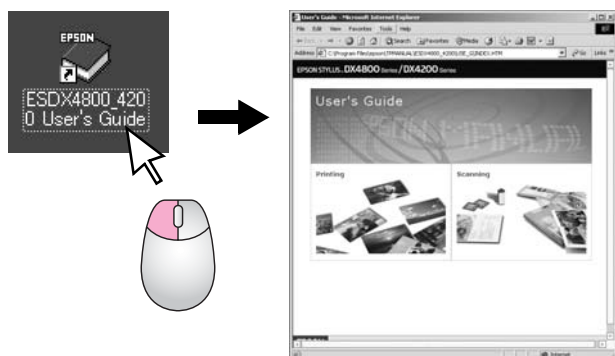 EPSON
ESDX4800_420
0 User's Guide
User's Guide - Microsoft Internet Explorer
File Edit View Favorites Tools Help
Search Favorites Media
Address
Links
EPSON STYLUS DX4800 Series / DX4200 Series
User's Guide
Printing
Scanning
Internet